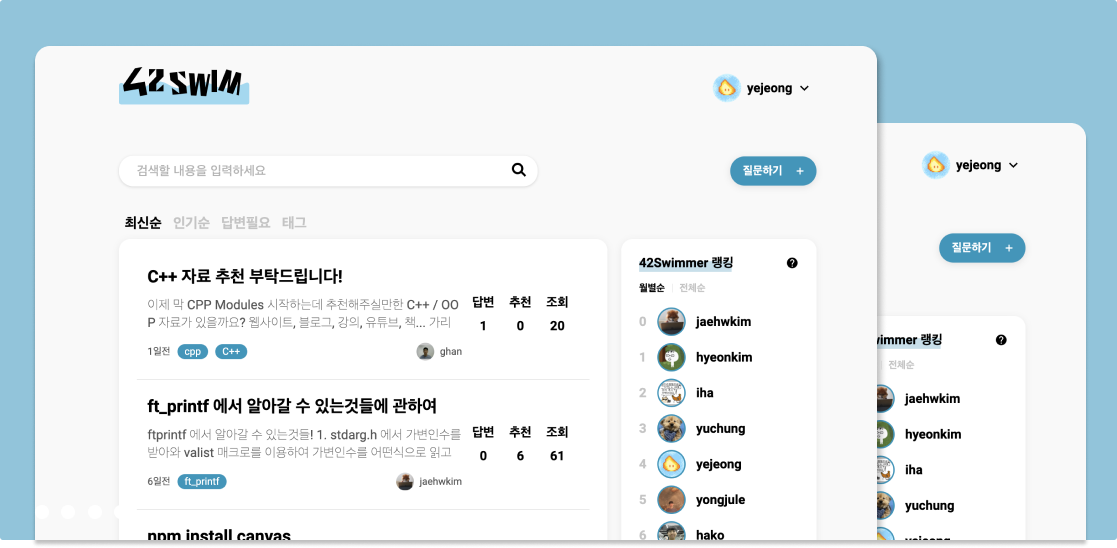 42SWIM
yejeong
검색할 내용을 입력하세요
질문하기 +
최신순 인기순 답변필요 태그
C++ 자료 추천 부탁드립니다!
이제 막 CPP Modules 시작하는데 추천해주실만한 C++ / OO
P 자료가 있을까요? 웹사이트, 블로그, 강의, 유튜브, 책... 가리
답변 추천 조회
1 0 20
1일전 cpp C++ ghan
ft_printf 에서 알아갈 수 있는것들에 관하여
ftprintf 에서 알아갈 수 있는것들! 1. stdarg.h 에서 가변인수를
받아와 valist 매크로를 이용하여 가변인수를 어떤식으로 읽고
답변 추천 조회
0 6 61
6일전 ft_printf jaehwkim
npm install canvas
42Swimmer 랭킹 ?
월별순 | 전체순
0 jaehwkim
1 hyeonkim
2 iha
3 yuchung
4 yejeong
5 yongjule
6 hako
yejeong
질문하기 +
wimmer 랭킹 ?
전체순
jaehwkim
hyeonkim
iha
yuchung
yejeong